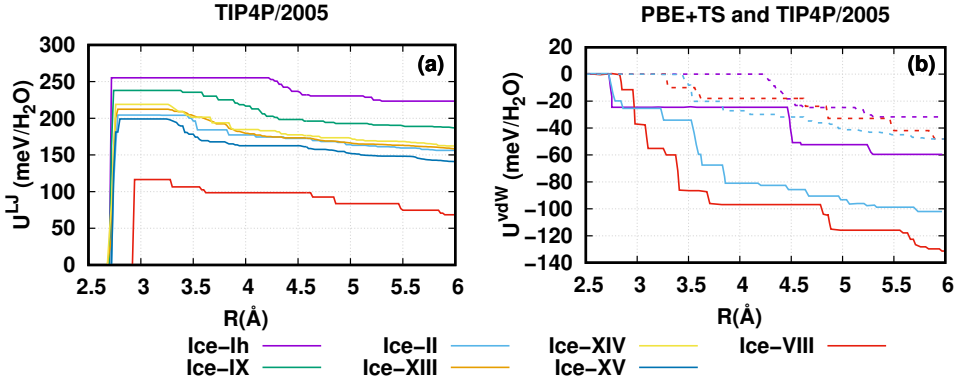 TIP4P/2005
PBE+TS and TIP4P/2005
(a)
U^LJ (meV/H2O)
300
250
200
150
100
50
0
2.5 3 3.5 4 4.5 5 5.5 6
R(Å)
(b)
U^vdW (meV/H2O)
20
0
−20
−40
−60
−80
−100
−120
−140
2.5 3 3.5 4 4.5 5 5.5 6
R(Å)
Ice−Ih Ice−II Ice−XIV Ice−VIII
Ice−IX Ice−XIII Ice−XV